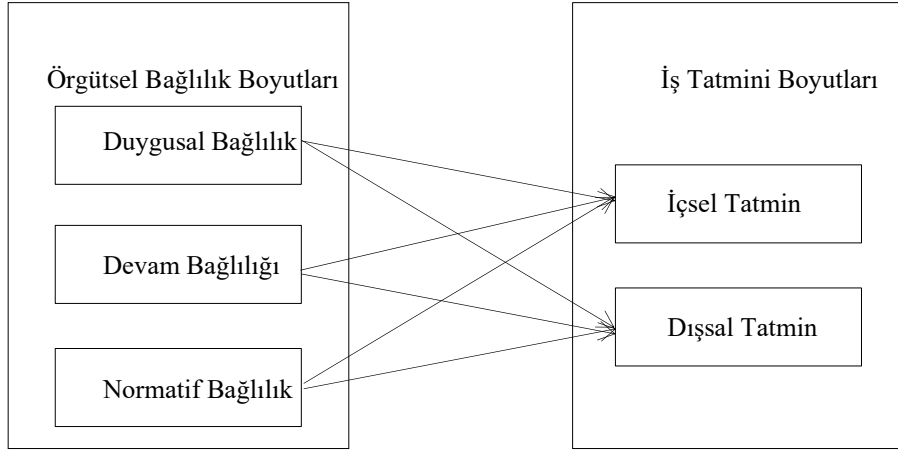 Örgütsel Bağlılık Boyutları
Duygusal Bağlılık
Devam Bağlılığı
Normatif Bağlılık
İş Tatmini Boyutları
İçsel Tatmin
Dışsal Tatmin